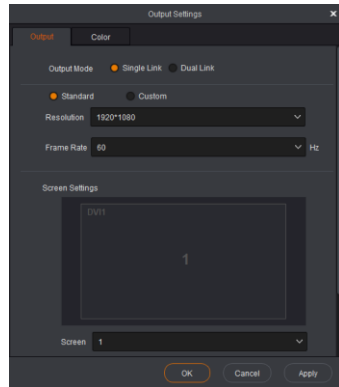 Output Settings
Output Color
Output Mode Single Link Dual Link
Standard Custom
Resolution 1920*1080
Frame Rate 60 Hz
Screen Settings
DVI1
1
Screen 1
OK Cancel Apply